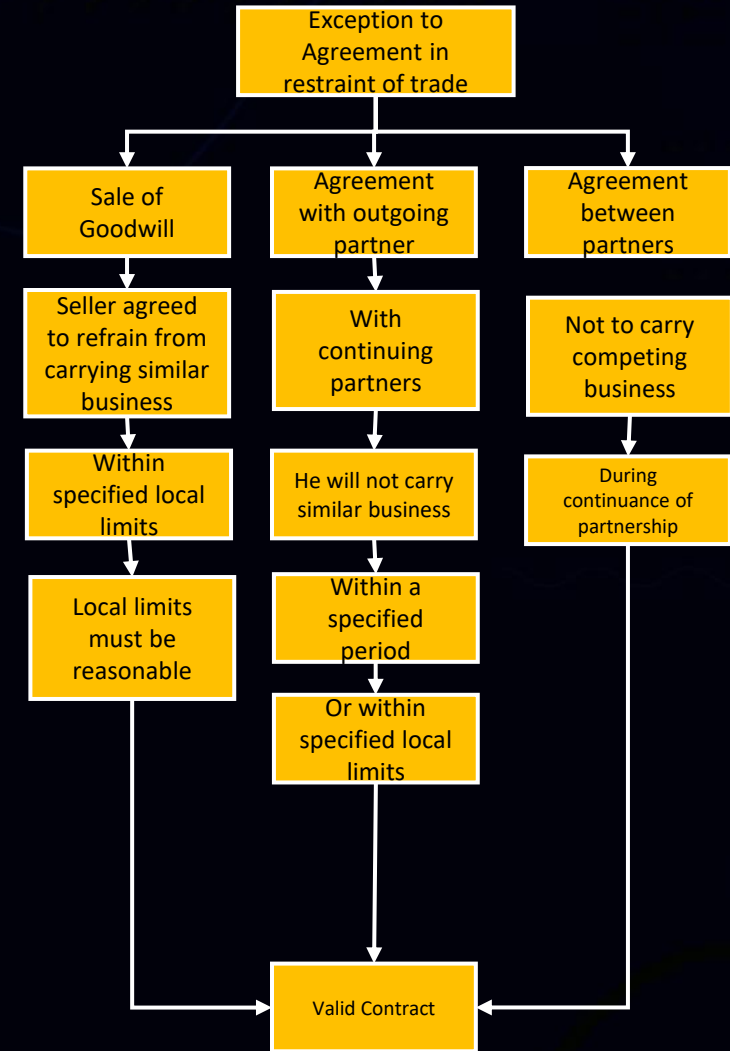 Exception to
Agreement in
restraint of trade
Sale of
Goodwill
Agreement
with outgoing
partner
Agreement
between
partners
Seller agreed
to refrain from
carrying similar
business
With
continuing
partners
Not to carry
competing
business
Within
specified local
limits
He will not carry
similar business
During
continuance of
partnership
Local limits
must be
reasonable
Within a
specified
period
Or within
specified local
limits
Valid Contract